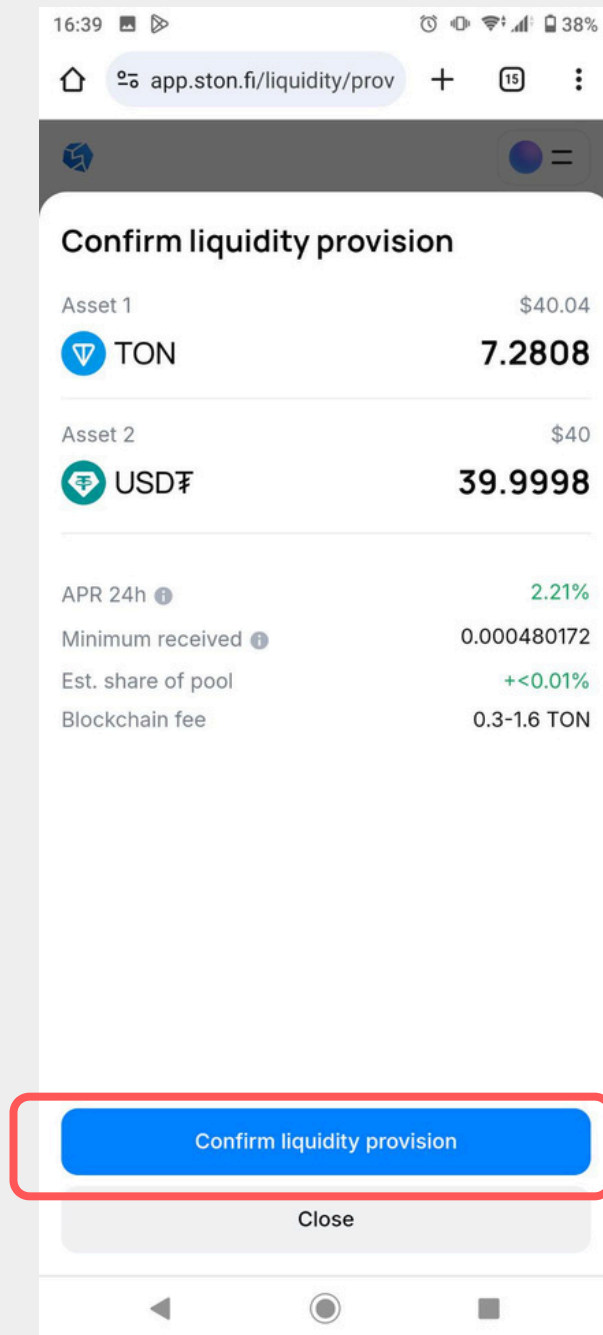 16:39 38%
app.ston.fi/liquidity/prov 15
Confirm liquidity provision
Asset 1 $40.04
TON 7.2808
Asset 2 $40
USD₮ 39.9998
APR 24h 2.21%
Minimum received 0.000480172
Est. share of pool +<0.01%
Blockchain fee 0.3-1.6 TON
Confirm liquidity provision
Close